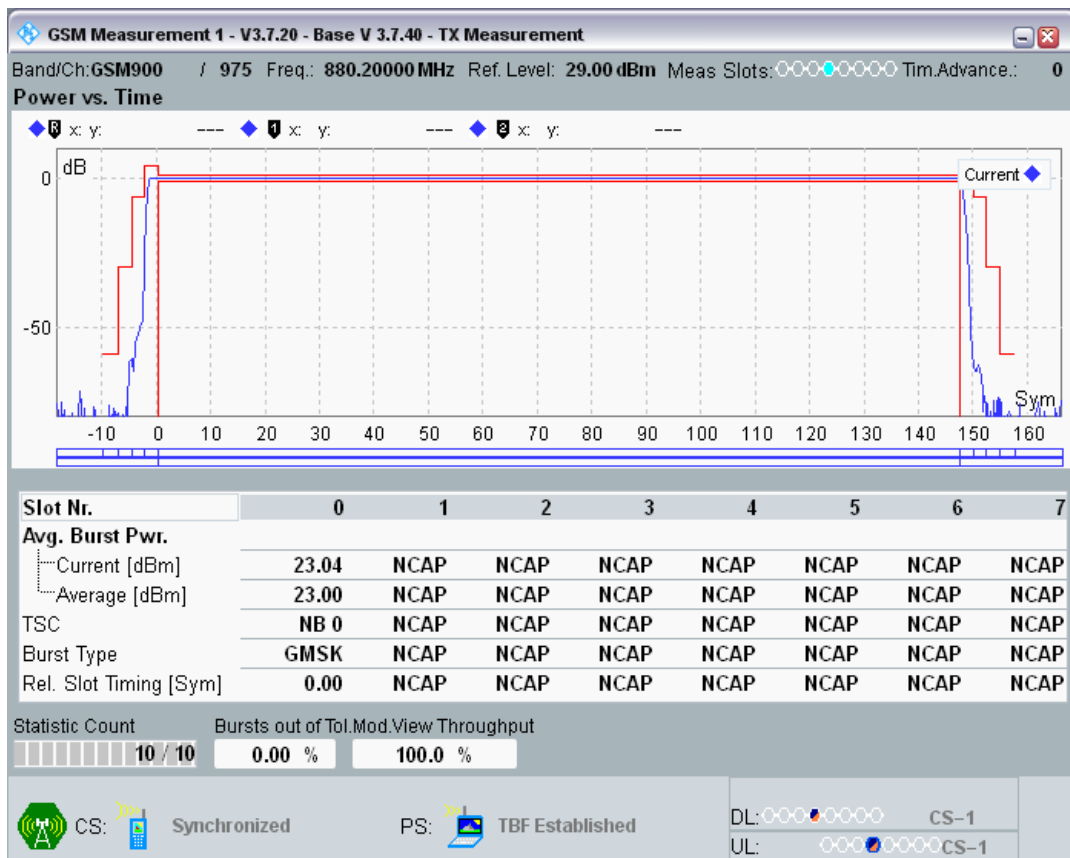 GSM Measurement 1 - V3.7.20 - Base V 3.7.40 - TX Measurement
Band/Ch:GSM900 / 975 Freq.: 880.20000 MHz Ref. Level: 29.00 dBm Meas Slots: Tim.Advance.: 0
Power vs. Time
R x: y: --- 1 x: y: --- 2 x: y: ---
dB
Current
0
-50
Sym
-10 0 10 20 30 40 50 60 70 80 90 100 110 120 130 140 150 160
Slot Nr. 0 1 2 3 4 5 6 7
Avg. Burst Pwr.
Current [dBm] 23.04 NCAP NCAP NCAP NCAP NCAP NCAP NCAP
Average [dBm] 23.00 NCAP NCAP NCAP NCAP NCAP NCAP NCAP
TSC NB 0 NCAP NCAP NCAP NCAP NCAP NCAP NCAP
Burst Type GMSK NCAP NCAP NCAP NCAP NCAP NCAP NCAP
Rel. Slot Timing [Sym] 0.00 NCAP NCAP NCAP NCAP NCAP NCAP NCAP
Statistic Count Bursts out of Tol.Mod.View Throughput
10 / 10 0.00 % 100.0 %
CS: Synchronized PS: TBF Established
DL: CS-1
UL: CS-1